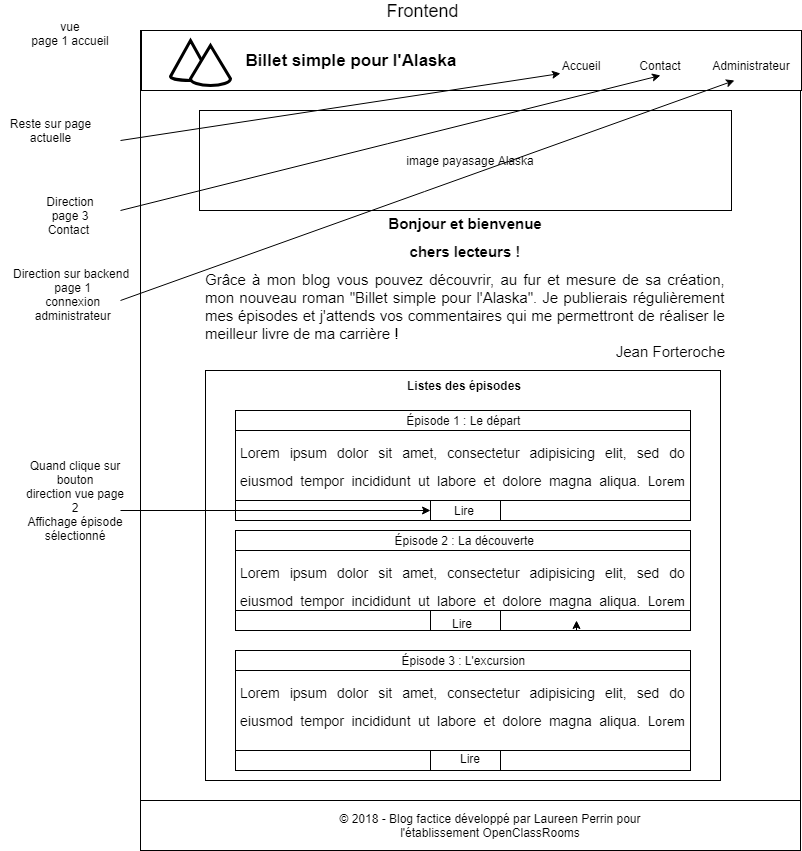 Frontend
vue
page 1 accueil
Billet simple pour l'Alaska
Accueil
Contact
Administrateur
Reste sur page
actuelle
image payasage Alaska
Direction
page 3
Contact
Bonjour et bienvenue
chers lecteurs !
Direction sur backend
page 1
connexion
administrateur
Grâce à mon blog vous pouvez découvrir, au fur et mesure de sa création,
mon nouveau roman "Billet simple pour l'Alaska". Je publierais régulièrement
mes épisodes et j'attends vos commentaires qui me permettront de réaliser le
meilleur livre de ma carrière !
Jean Forteroche
Listes des épisodes
Épisode 1 : Le départ
Lorem ipsum dolor sit amet, consectetur adipisicing elit, sed do
eiusmod tempor incididunt ut labore et dolore magna aliqua. Lorem
Lire
Quand clique sur
bouton
direction vue page
2
Affichage épisode
sélectionné
Épisode 2 : La découverte
Lorem ipsum dolor sit amet, consectetur adipisicing elit, sed do
eiusmod tempor incididunt ut labore et dolore magna aliqua. Lorem
Lire
Épisode 3 : L'excursion
Lorem ipsum dolor sit amet, consectetur adipisicing elit, sed do
eiusmod tempor incididunt ut labore et dolore magna aliqua. Lorem
Lire
© 2018 - Blog factice développé par Laureen Perrin pour
l'établissement OpenClassRooms